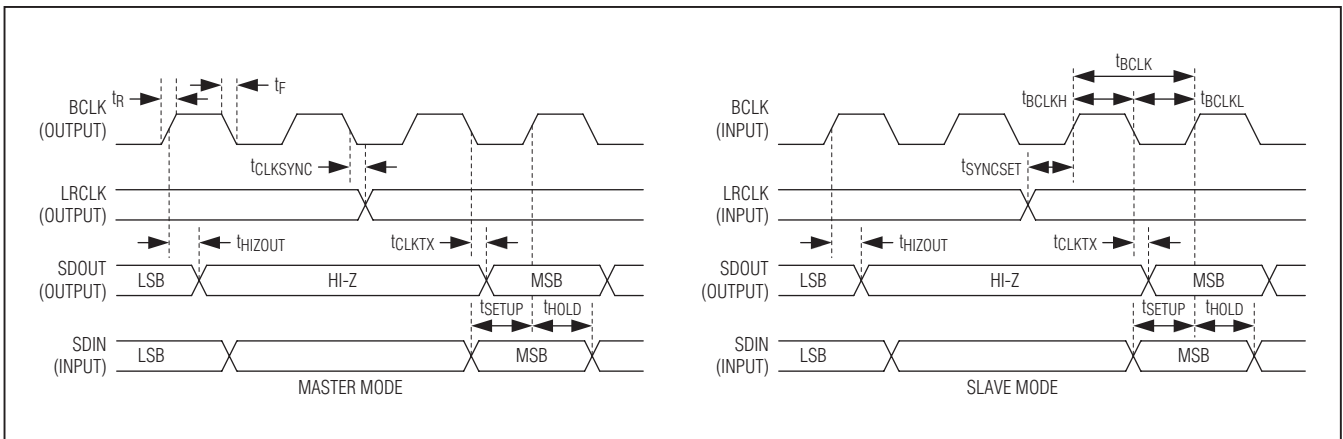 tR
tF
BCLK
(OUTPUT)
tCLKSYNC
LRCLK
(OUTPUT)
tHIZOUT
tCLKTX
SDOUT
(OUTPUT)
LSB
HI-Z
MSB
tSETUP
tHOLD
SDIN
(INPUT)
LSB
MSB
MASTER MODE
tBCLK
tBCLKH
tBCLKL
BCLK
(INPUT)
tSYNCSET
LRCLK
(INPUT)
tHIZOUT
tCLKTX
SDOUT
(OUTPUT)
LSB
HI-Z
MSB
tSETUP
tHOLD
SDIN
(INPUT)
LSB
MSB
SLAVE MODE